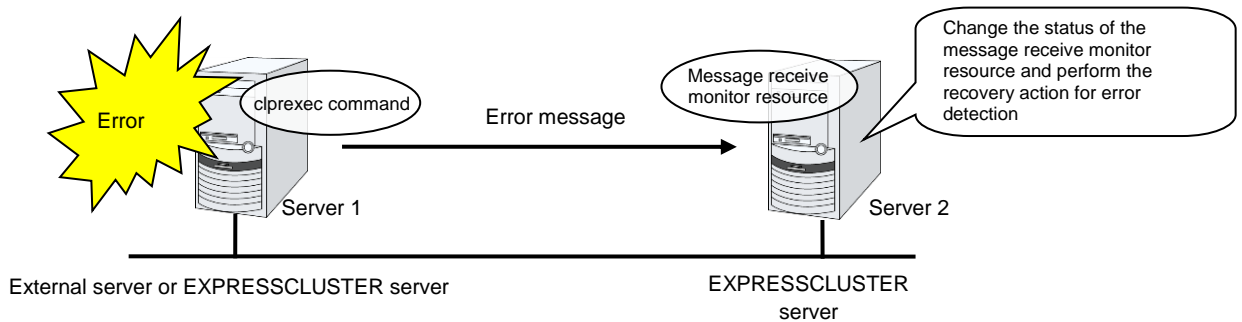 Error
clprexec command
Server 1
Error message
Message receive
monitor resource
Server 2
Change the status of the
message receive monitor
resource and perform the
recovery action for error
detection
External server or EXPRESSCLUSTER server
EXPRESSCLUSTER
server